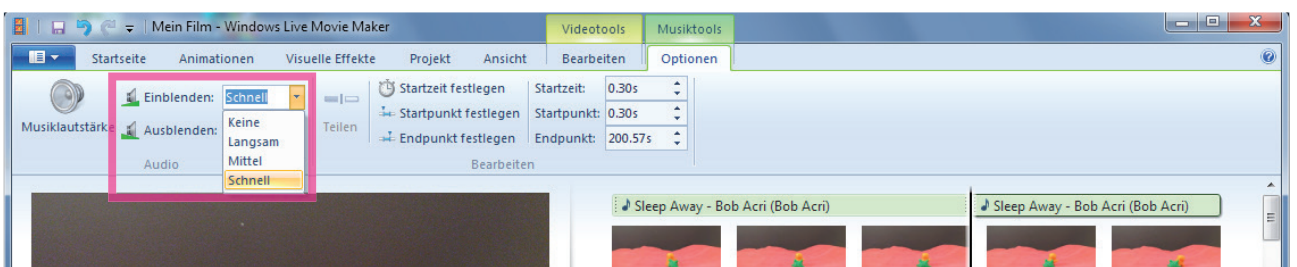 Mein Film - Windows Live Movie Maker
Videotools
Musiktools
Startseite
Animationen
Visuelle Effekte
Projekt
Ansicht
Bearbeiten
Optionen
Musiklautstärke
Einblenden: Schnell
Ausblenden:
Keine
Langsam
Mittel
Schnell
Audio
Teilen
Startzeit festlegen
Startpunkt festlegen
Endpunkt festlegen
Startzeit: 0.30s
Startpunkt: 0.30s
Endpunkt: 200.57s
Bearbeiten
Sleep Away - Bob Acri (Bob Acri)
Sleep Away - Bob Acri (Bob Acri)